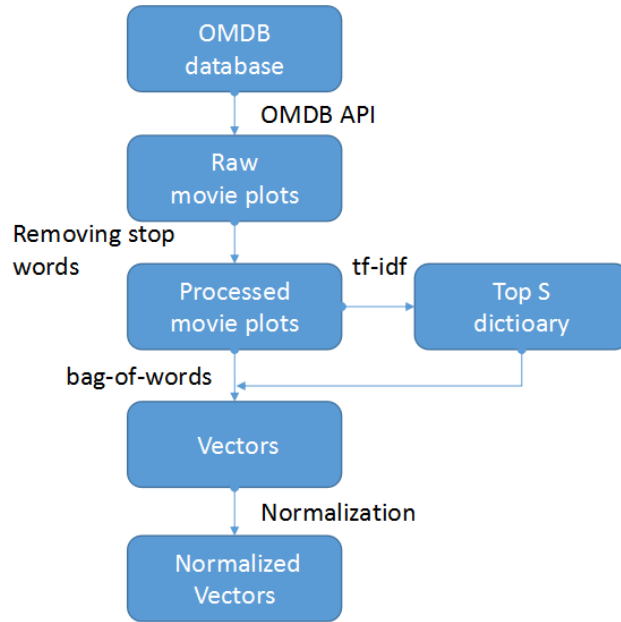 OMDB
database
OMDB API
Raw
movie plots
Removing stop
words
tf-idf
Processed
movie plots
Top S
dictioary
bag-of-words
Vectors
Normalization
Normalized
Vectors